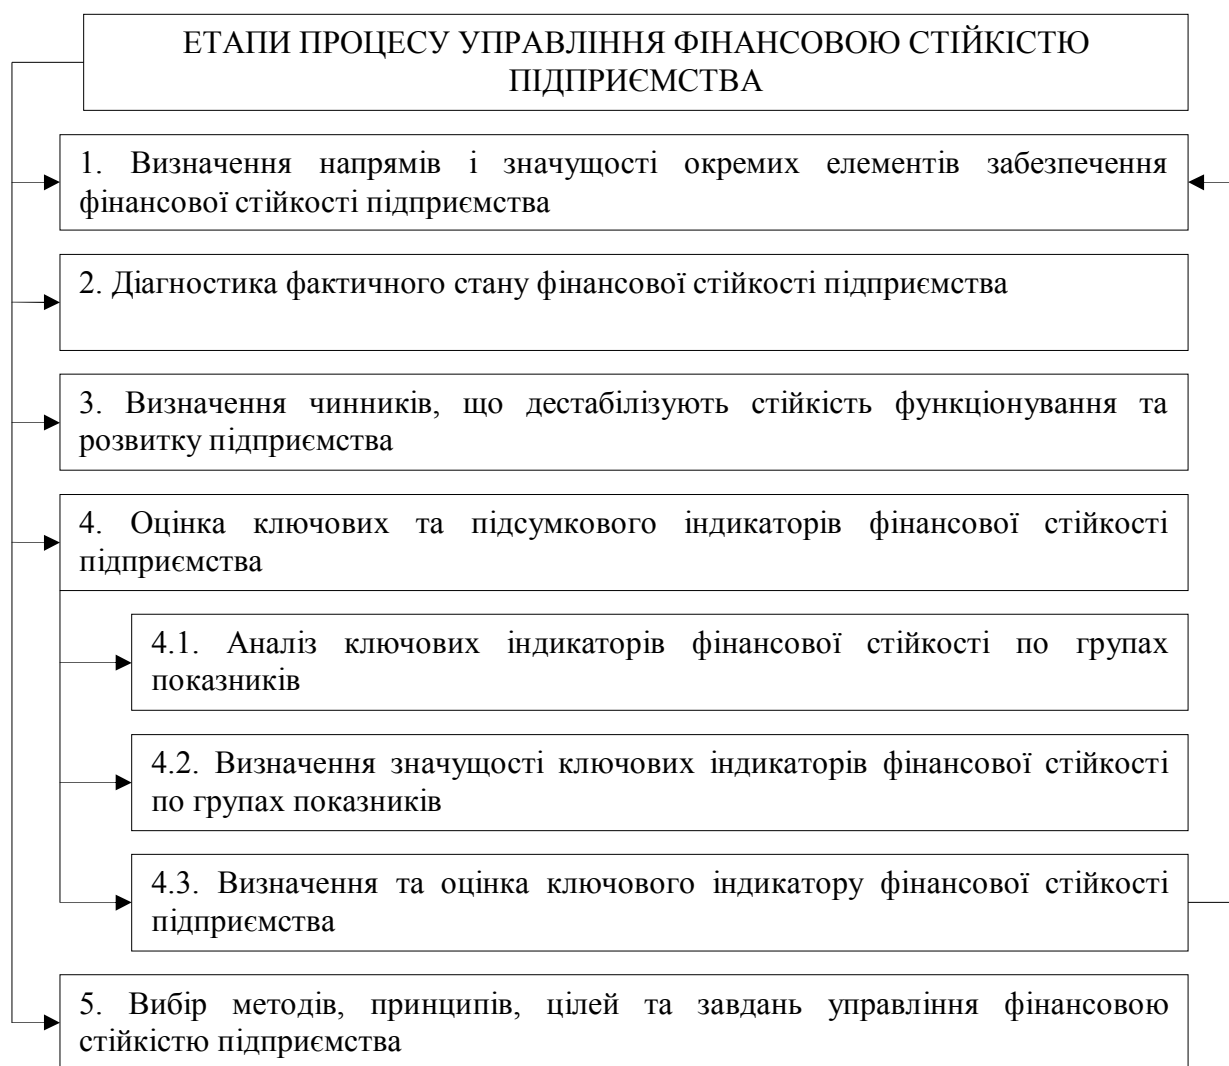 ЕТАПИ ПРОЦЕСУ УПРАВЛІННЯ ФІНАНСОВОЮ СТІЙКІСТЮ
ПІДПРИЄМСТВА
1. Визначення напрямів і значущості окремих елементів забезпечення
фінансової стійкості підприємства
2. Діагностика фактичного стану фінансової стійкості підприємства
3. Визначення чинників, що дестабілізують стійкість функціонування та
розвитку підприємства
4. Оцінка ключових та підсумкового індикаторів фінансової стійкості
підприємства
4.1. Аналіз ключових індикаторів фінансової стійкості по групах
показників
4.2. Визначення значущості ключових індикаторів фінансової стійкості
по групах показників
4.3. Визначення та оцінка ключового індикатору фінансової стійкості
підприємства
5. Вибір методів, принципів, цілей та завдань управління фінансовою
стійкістю підприємства